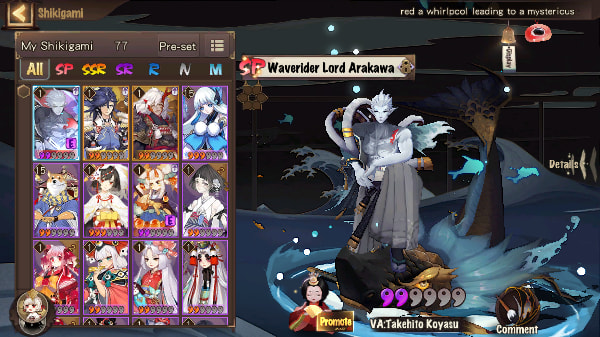 Shikigami
red a whirlpool leading to a mysterious
My Shikigami 77 Pre-set
All SP SSR SR R N M
SP Waverider Lord Arakawa
Display
Details
Promote
VA:Takehito Koyasu
Comment